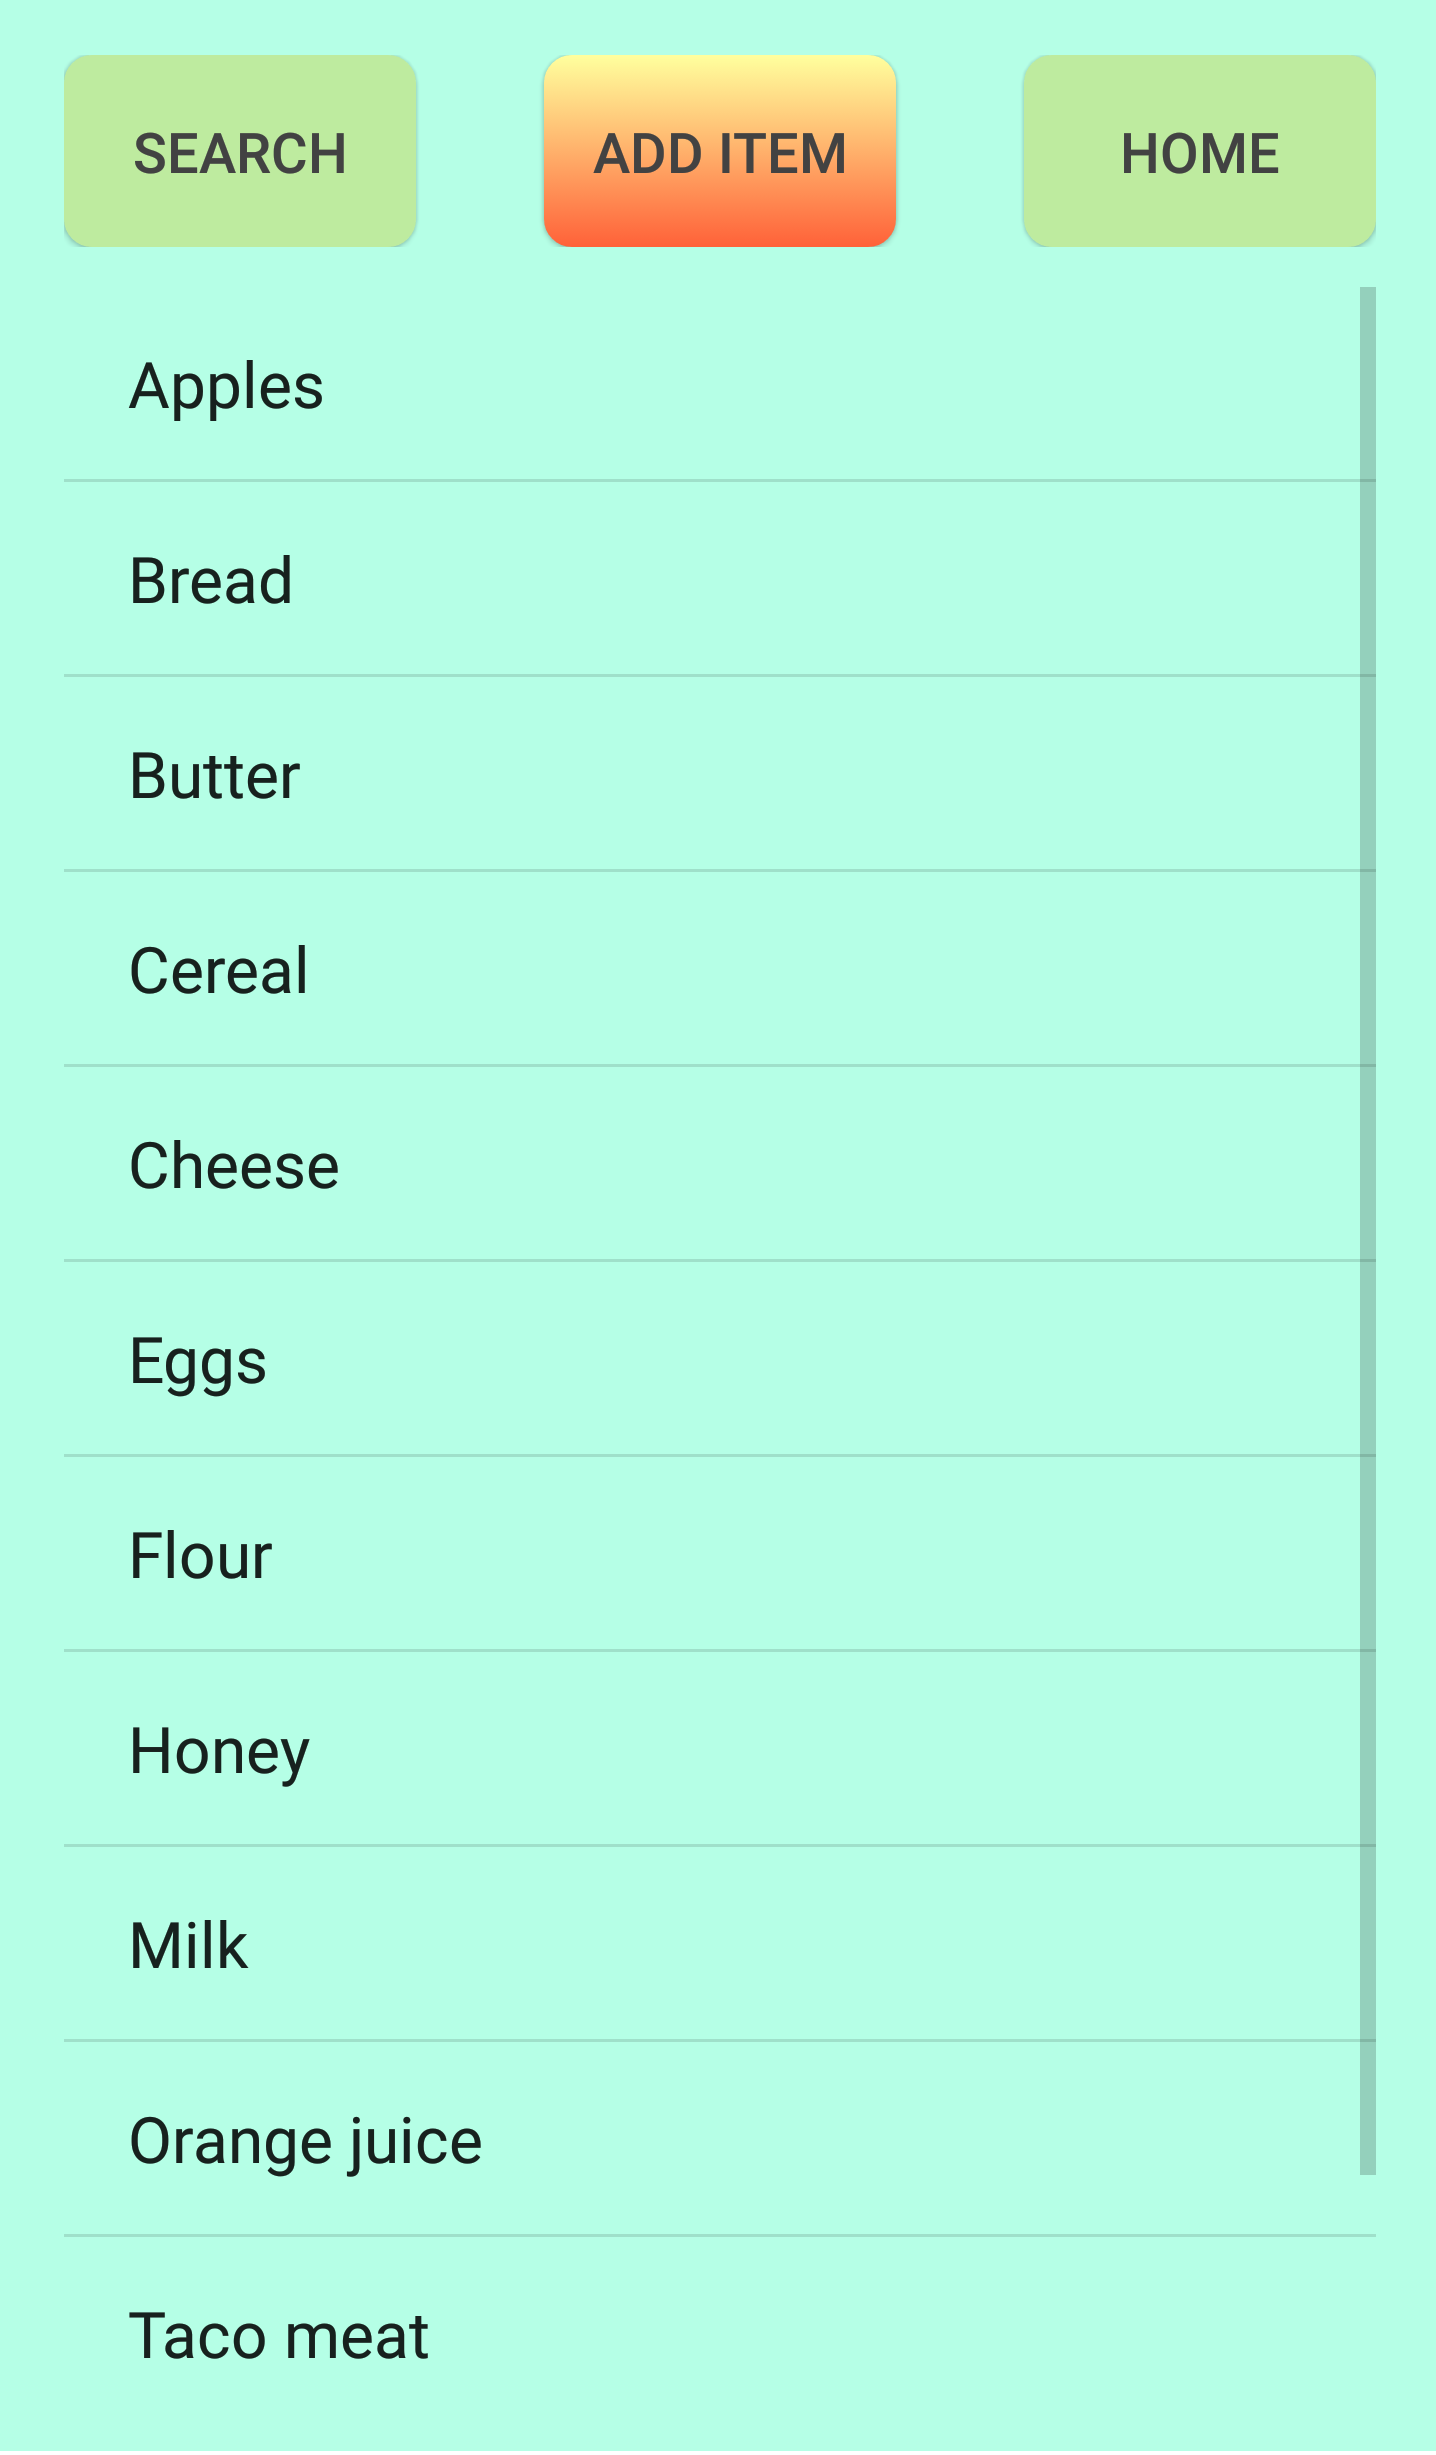 SEARCH
ADD ITEM
HOME
Apples
Bread
Butter
Cereal
Cheese
Eggs
Flour
Honey
Milk
Orange juice
Taco meat